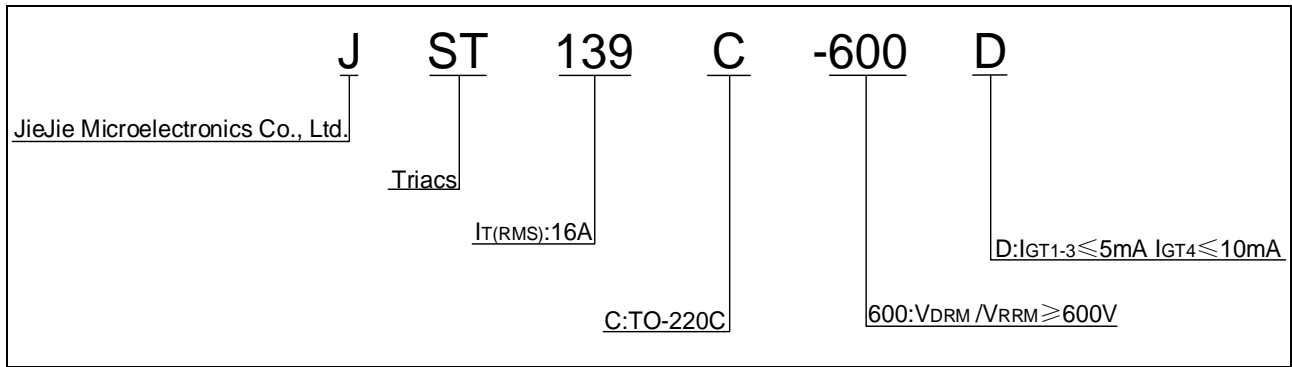 J ST 139 C -600 D
JieJie Microelectronics Co., Ltd.
Triacs
IT(RMS):16A
D:IGT1-3≤5mA IGT4≤10mA
C:TO-220C
600:VDRM /VRRM≥600V